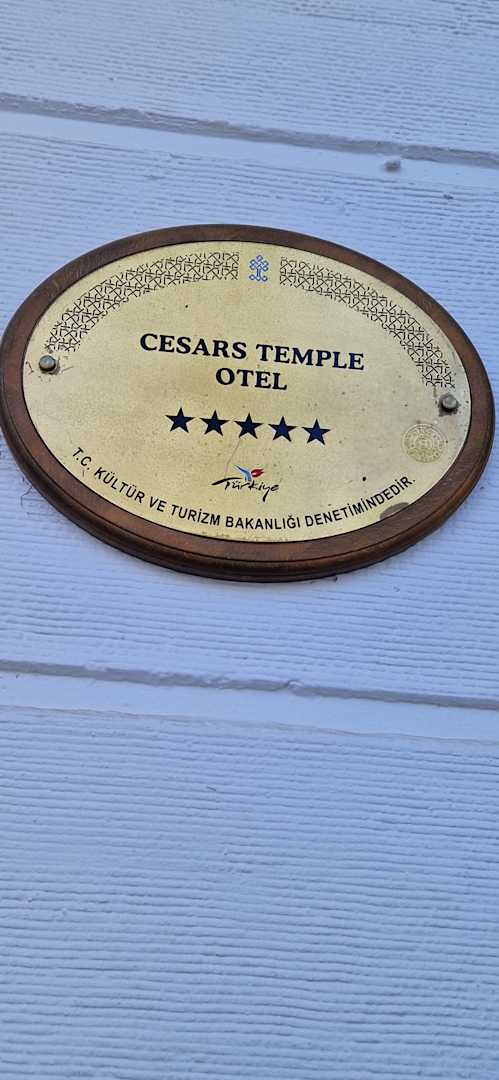 CESARS TEMPLE
OTEL
★★★★★
Türkiye
T.C. KÜLTÜR VE TURİZM BAKANLIĞI DENETİMİNDEDİR.